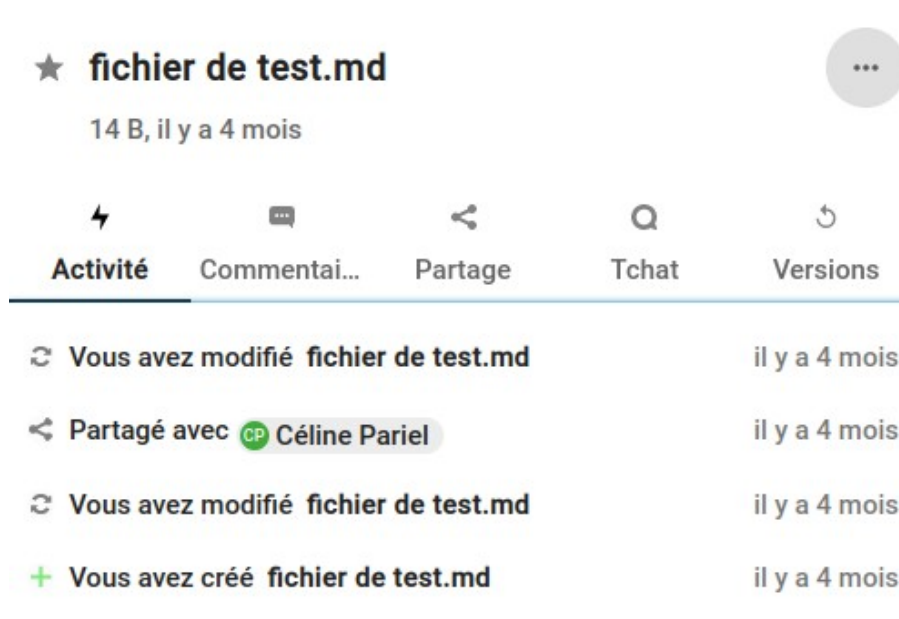 fichier de test.md
14 B, il y a 4 mois
Activité Commentai... Partage Tchat Versions
Vous avez modifié fichier de test.md il y a 4 mois
Partagé avec CP Céline Pariel il y a 4 mois
Vous avez modifié fichier de test.md il y a 4 mois
Vous avez créé fichier de test.md il y a 4 mois